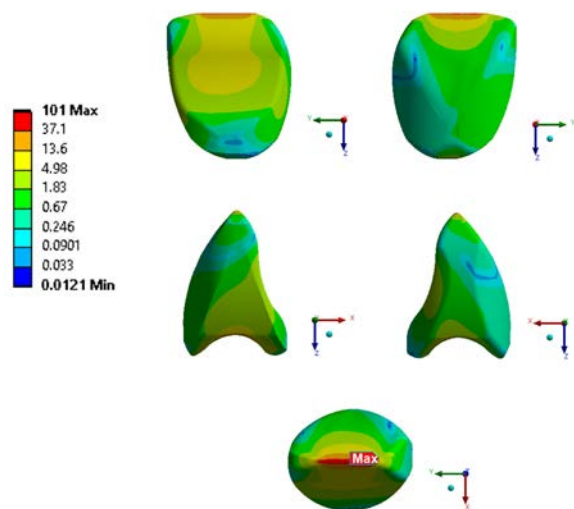 101 Max
37.1
13.6
4.98
1.83
0.67
0.246
0.0901
0.033
0.0121 Min
Y
Z
Y
Z
X
Z
X
Z
Max
Y
Z
X